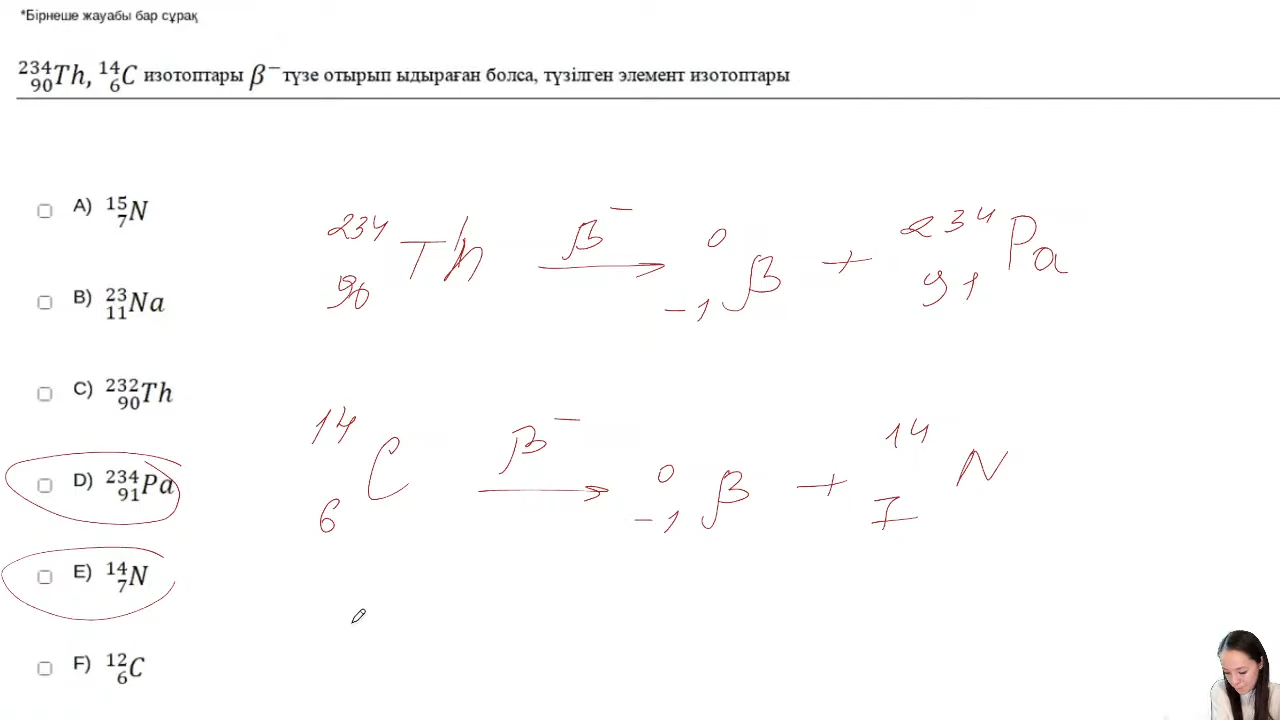 *Бірнеше жауабы бар сұрақ
²³⁴₉₀Th, ¹⁴₆C изотоптары β⁻ түзе отырып ыдыраған болса, түзілген элемент изотоптары
A) ¹⁵₇N
B) ²³₁₁Na
C) ²³²₉₀Th
D) ²³⁴₉₁Pa
E) ¹⁴₇N
F) ¹²₆C
²³⁴₉₀Th β⁻→ ⁰₋₁β + ²³⁴₉₁Pa
¹⁴₆C β⁻→ ⁰₋₁β + ¹⁴₇N